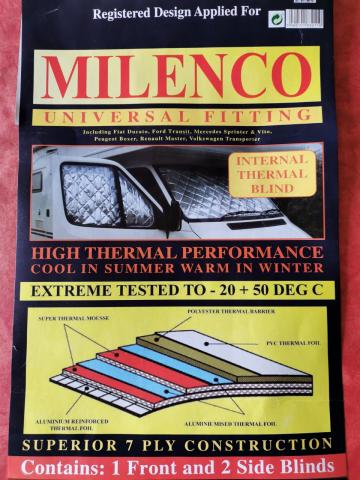 Registered Design Applied For
MILENCO
UNIVERSAL FITTING
Including Fiat Ducato, Ford Transit, Mercedes Sprinter & Vito,
Peugeot Boxer, Renault Master, Volkswagen Transporter
INTERNAL
THERMAL
BLIND
HIGH THERMAL PERFORMANCE
COOL IN SUMMER WARM IN WINTER
EXTREME TESTED TO - 20 + 50 DEG C
POLYESTER THERMAL BARRIER
SUPER THERMAL MOUSSE
PVC THERMAL FOIL
ALUMINIUM REINFORCED
THERMAL FOIL
ALUMINIUMISED THERMAL FOIL
SUPERIOR 7 PLY CONSTRUCTION
Contains: 1 Front and 2 Side Blinds